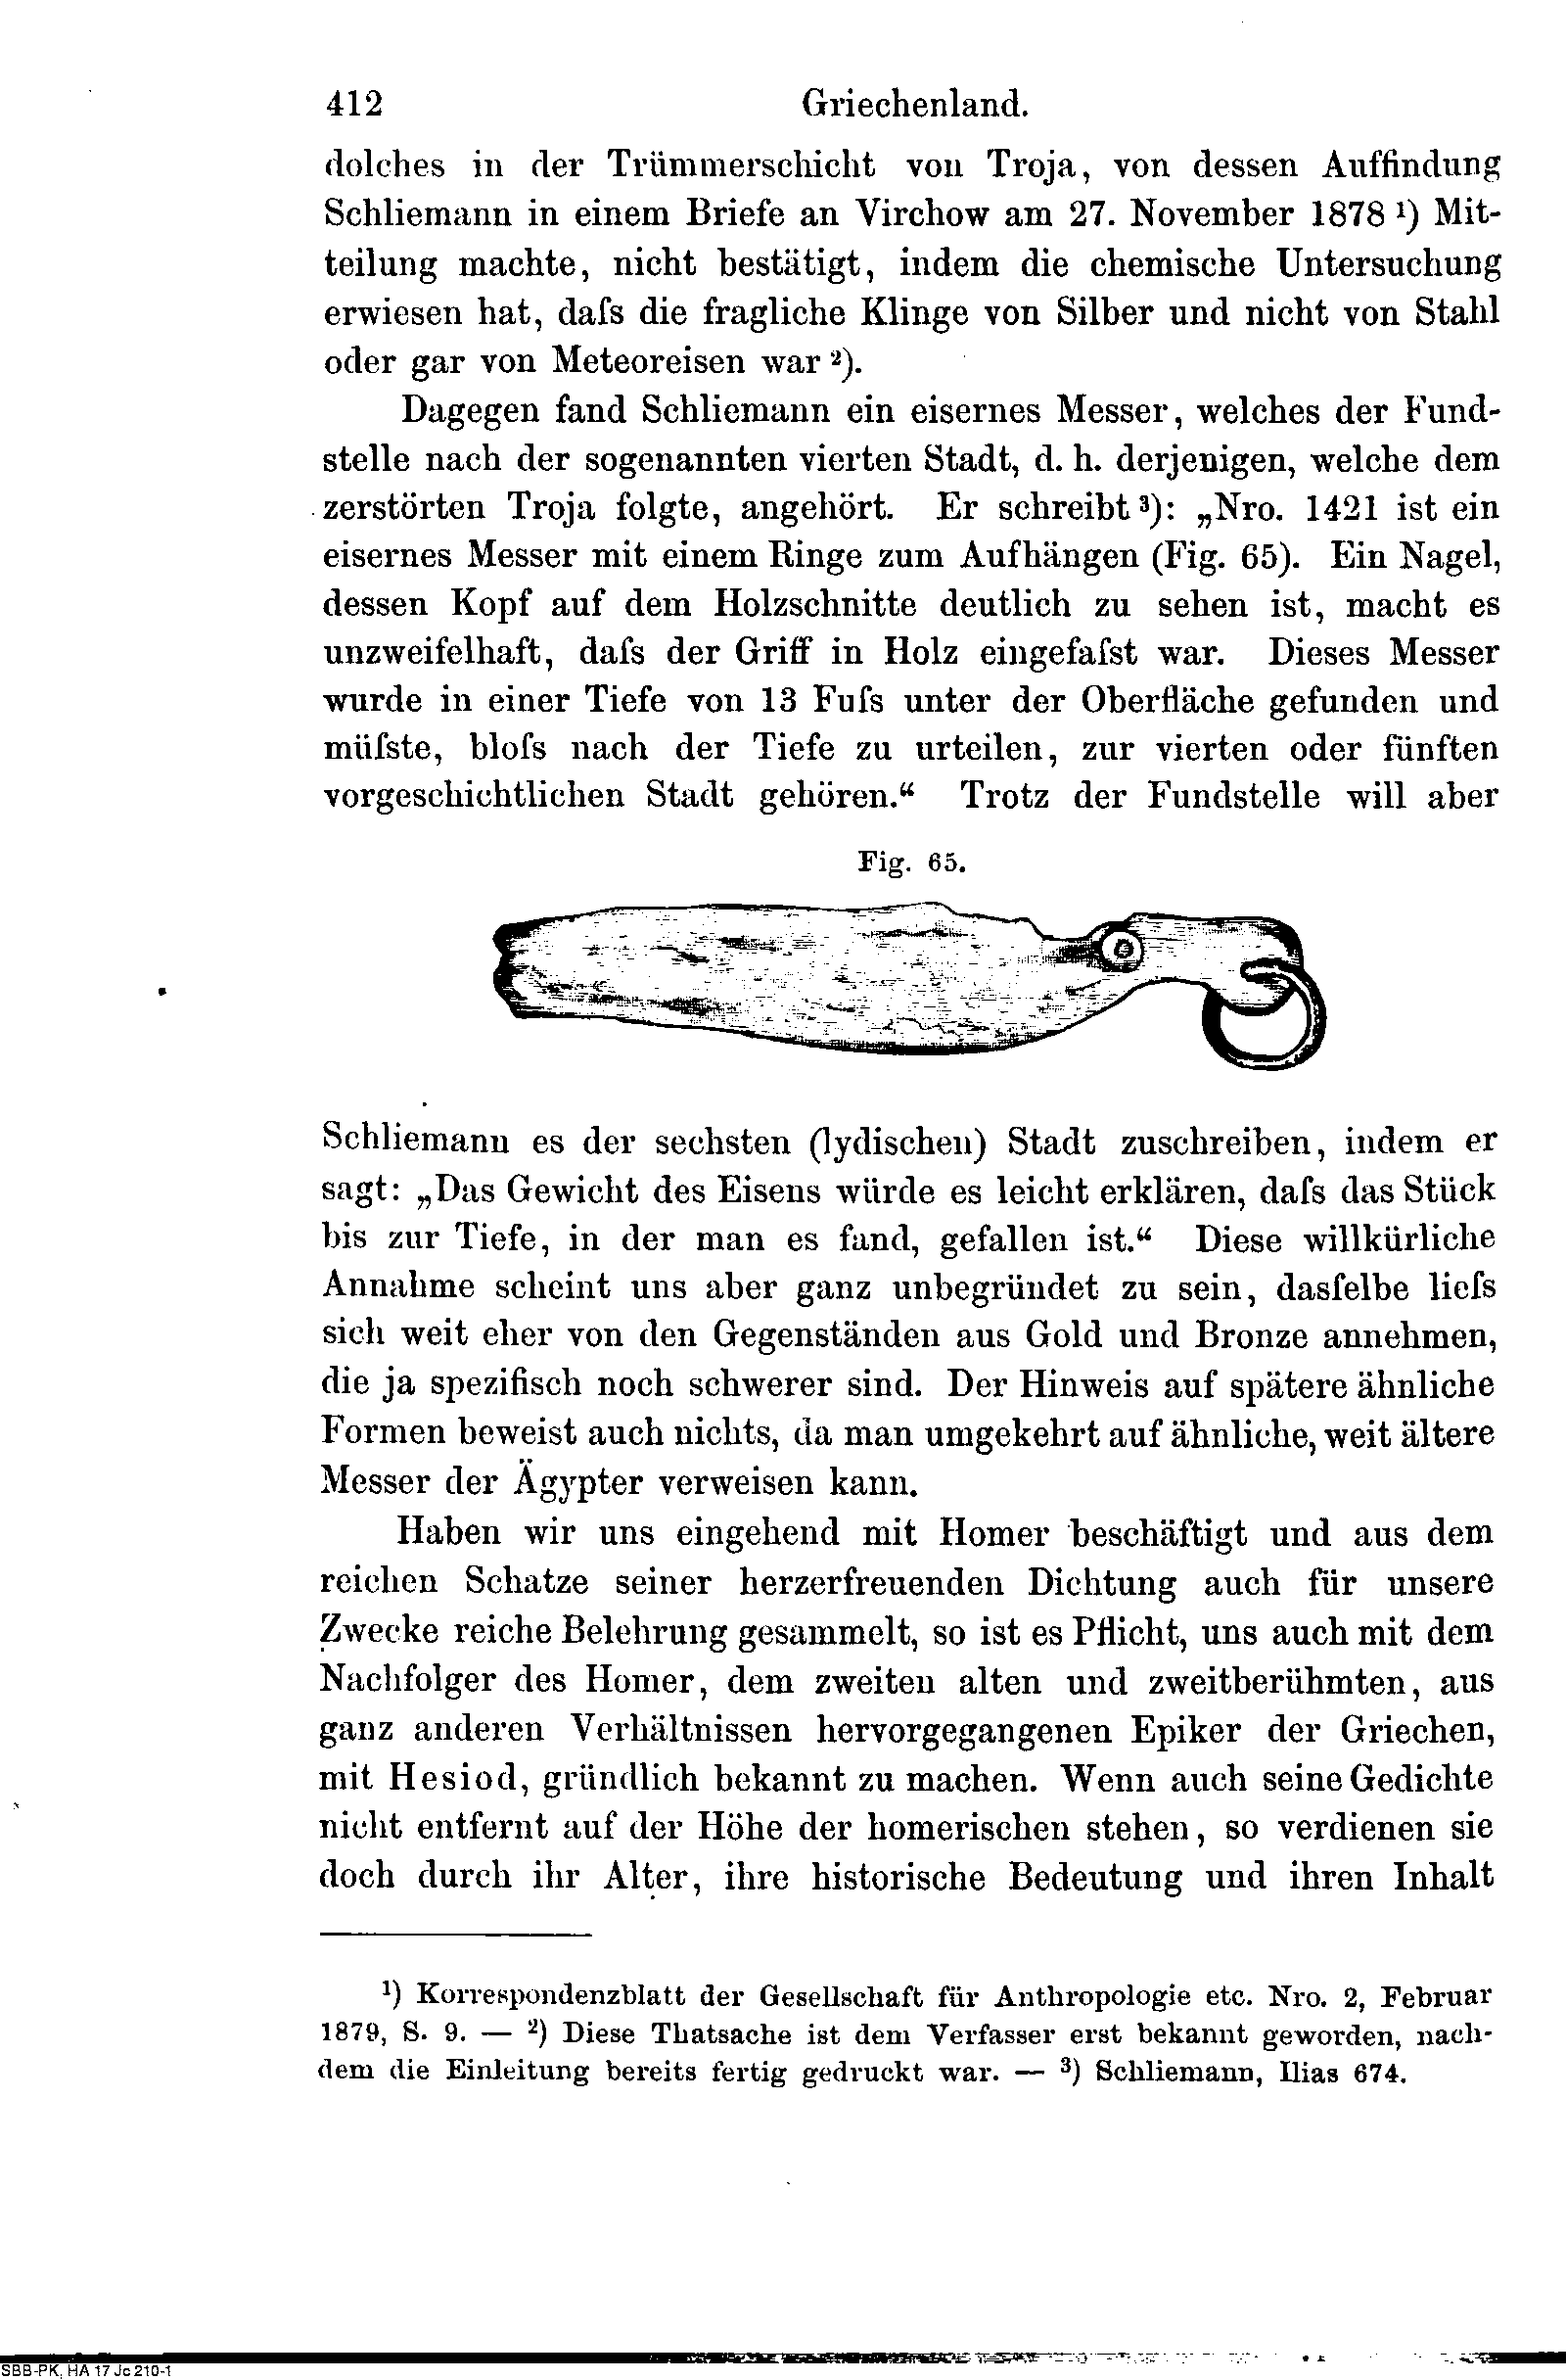 412 Griechenland.
dolches in der Trümmerschicht von Troja, von dessen Auffindung
Schliemann in einem Briefe an Virchow am 27. November 1878 ¹) Mit-
teilung machte, nicht bestätigt, indem die chemische Untersuchung
erwiesen hat, daſs die fragliche Klinge von Silber und nicht von Stahl
oder gar von Meteoreisen war ²).
Dagegen fand Schliemann ein eisernes Messer, welches der Fund-
stelle nach der sogenannten vierten Stadt, d. h. derjenigen, welche dem
zerstörten Troja folgte, angehört. Er schreibt ³): „Nro. 1421 ist ein
eisernes Messer mit einem Ringe zum Aufhängen (Fig. 65). Ein Nagel,
dessen Kopf auf dem Holzschnitte deutlich zu sehen ist, macht es
unzweifelhaft, daſs der Griff in Holz eingefaſst war. Dieses Messer
wurde in einer Tiefe von 13 Fuſs unter der Oberfläche gefunden und
müſste, bloſs nach der Tiefe zu urteilen, zur vierten oder fünften
vorgeschichtlichen Stadt gehören.“ Trotz der Fundstelle will aber
Fig. 65.
Schliemann es der sechsten (lydischen) Stadt zuschreiben, indem er
sagt: „Das Gewicht des Eisens würde es leicht erklären, daſs das Stück
bis zur Tiefe, in der man es fand, gefallen ist.“ Diese willkürliche
Annahme scheint uns aber ganz unbegründet zu sein, dasſelbe lieſs
sich weit eher von den Gegenständen aus Gold und Bronze annehmen,
die ja spezifisch noch schwerer sind. Der Hinweis auf spätere ähnliche
Formen beweist auch nichts, da man umgekehrt auf ähnliche, weit ältere
Messer der Ägypter verweisen kann.
Haben wir uns eingehend mit Homer beschäftigt und aus dem
reichen Schatze seiner herzerfreuenden Dichtung auch für unsere
Zwecke reiche Belehrung gesammelt, so ist es Pflicht, uns auch mit dem
Nachfolger des Homer, dem zweiten alten und zweitberühmten, aus
ganz anderen Verhältnissen hervorgegangenen Epiker der Griechen,
mit Hesiod, gründlich bekannt zu machen. Wenn auch seine Gedichte
nicht entfernt auf der Höhe der homerischen stehen, so verdienen sie
doch durch ihr Alter, ihre historische Bedeutung und ihren Inhalt
¹) Korrespondenzblatt der Gesellschaft für Anthropologie etc. Nro. 2, Februar
1879, S. 9. — ²) Diese Thatsache ist dem Verfasser erst bekannt geworden, nach-
dem die Einleitung bereits fertig gedruckt war. — ³) Schliemann, Ilias 674.
SBB-PK, HA 17 Jc 210-1